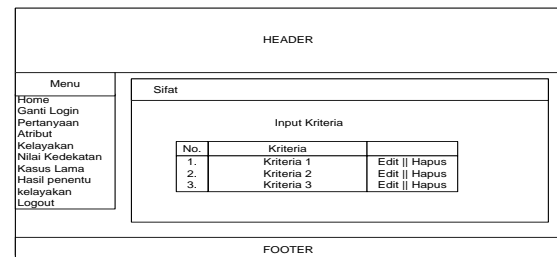 HEADER
Menu
Home
Ganti Login
Pertanyaan
Atribut
Kelayakan
Nilai Kedekatan
Kasus Lama
Hasil penentu
kelayakan
Logout
Sifat
Input Kriteria
No. Kriteria
1. Kriteria 1 Edit || Hapus
2. Kriteria 2 Edit || Hapus
3. Kriteria 3 Edit || Hapus
FOOTER